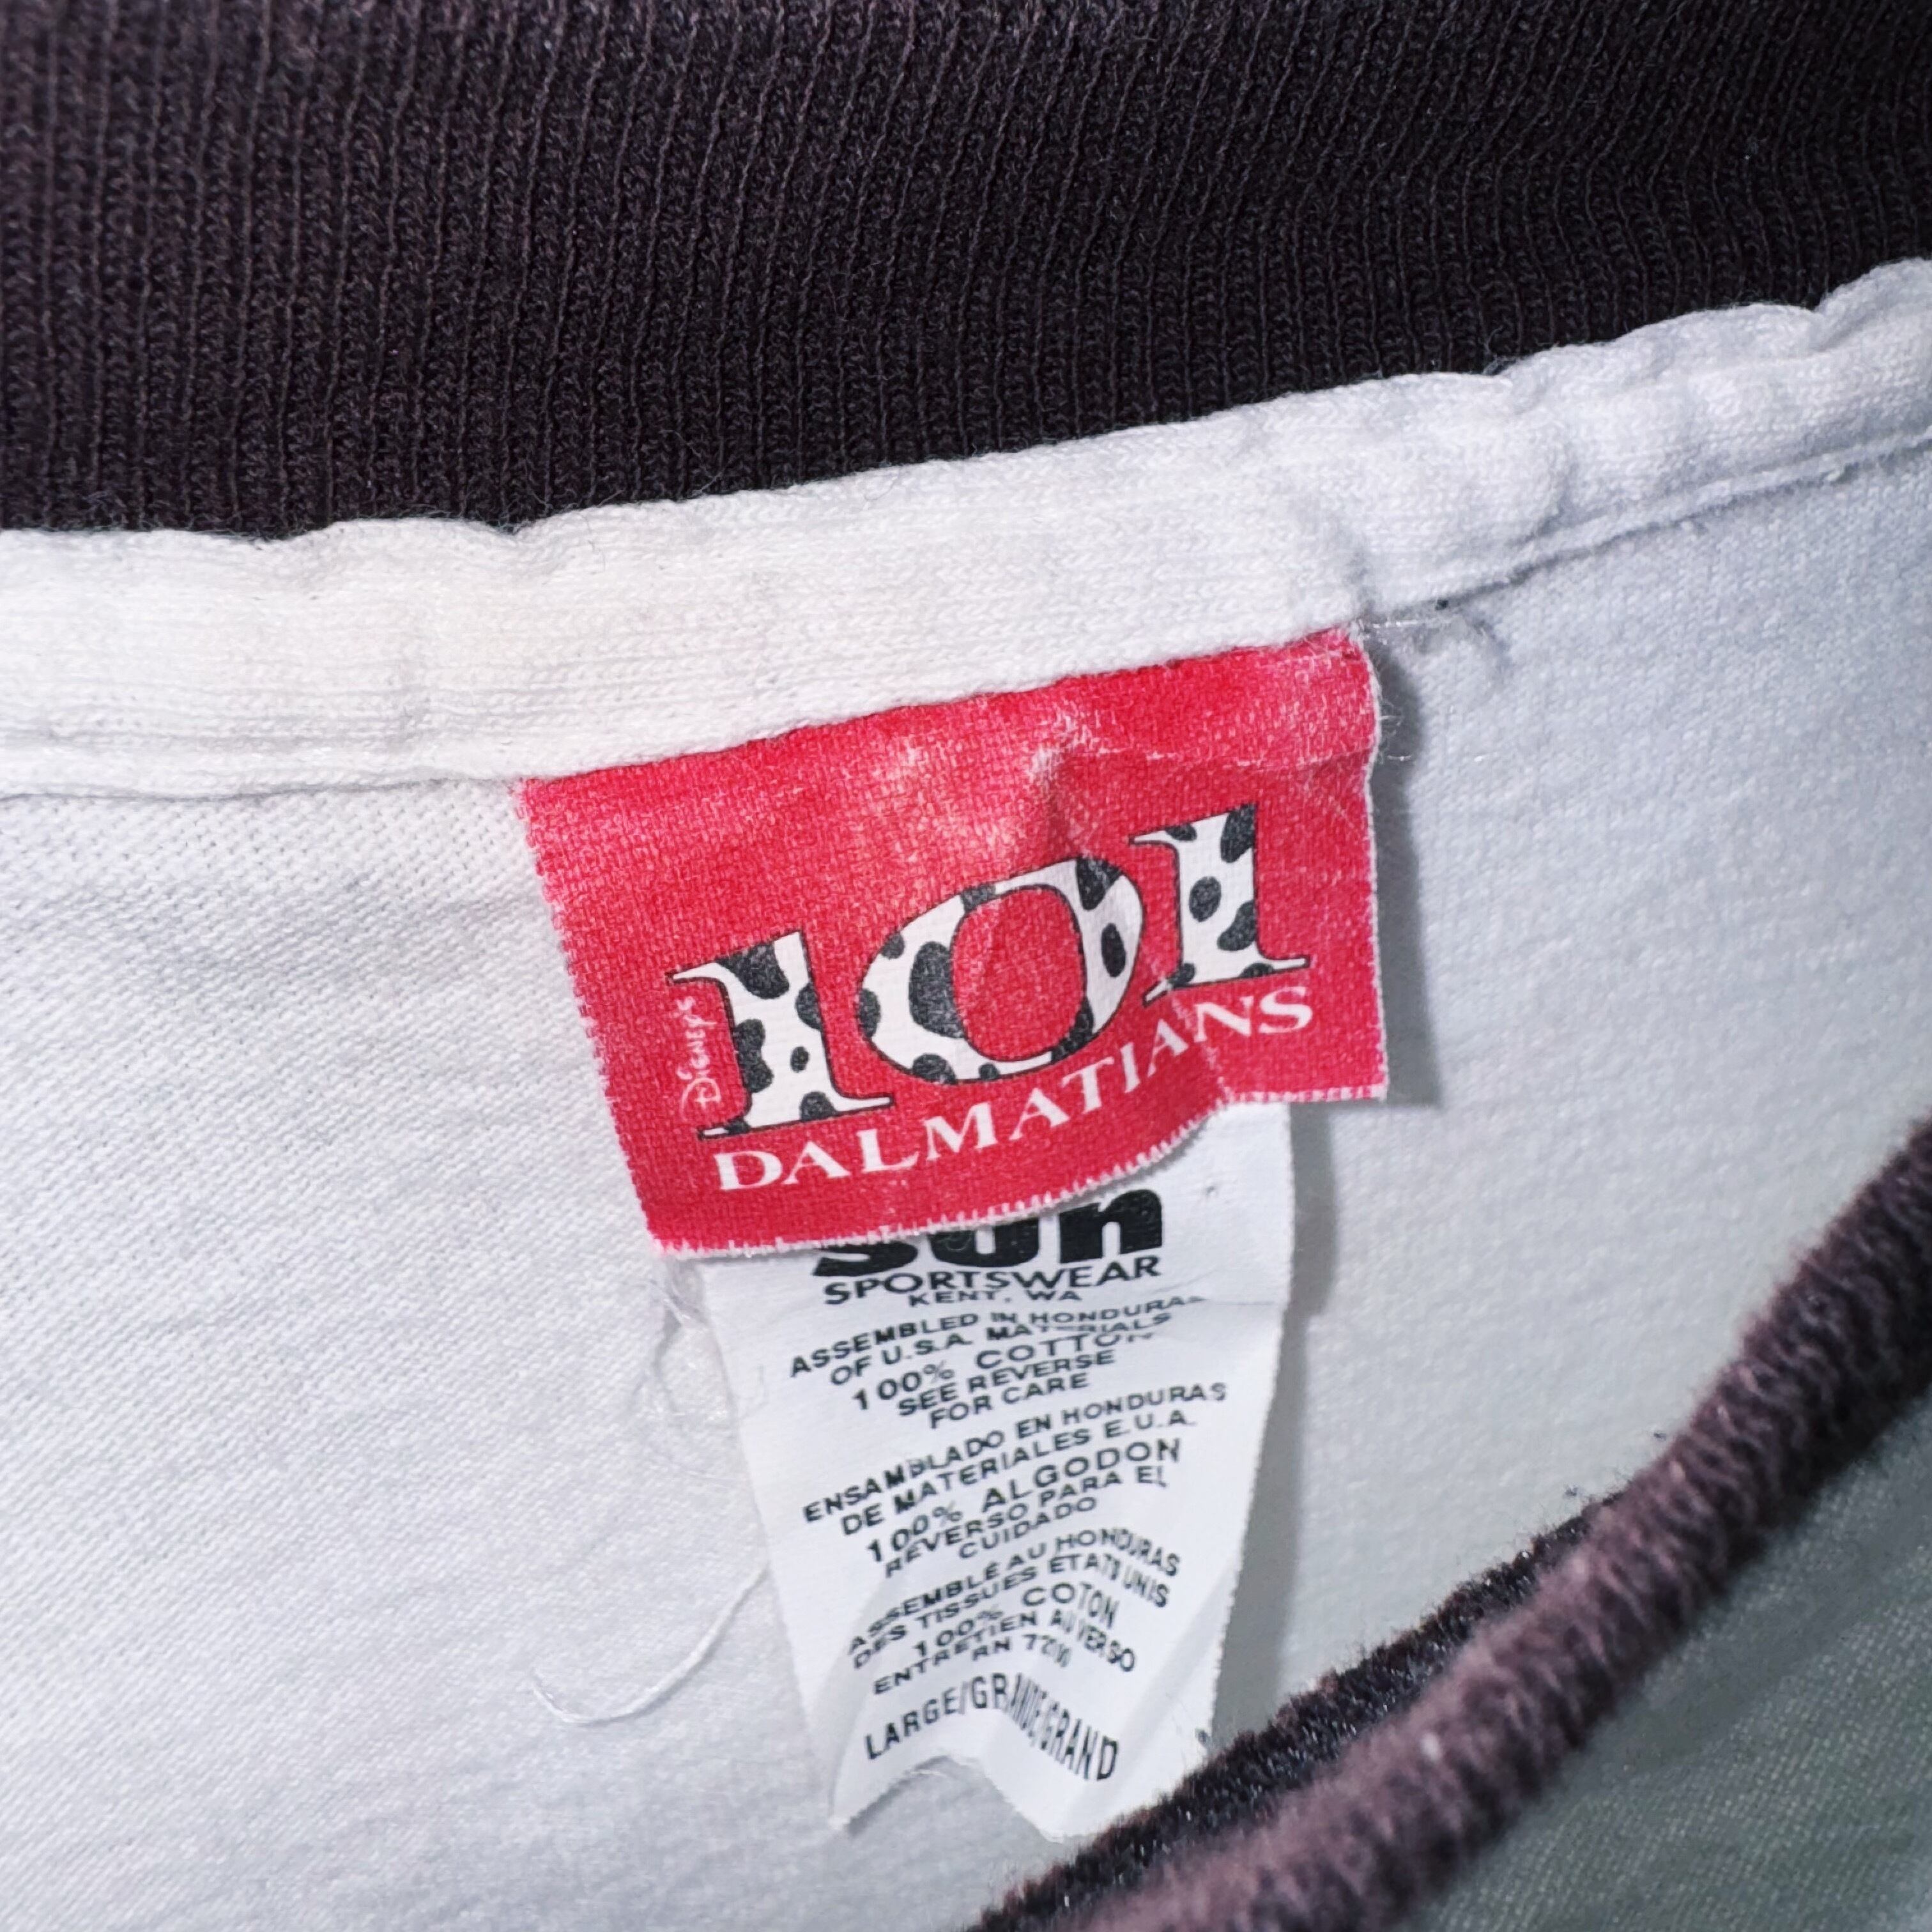 Disney's
101
DALMATIANS
sun
SPORTSWEAR
KENT, WA
ASSEMBLED IN HONDURAS
OF U.S.A. MATERIALS
100% COTTON
SEE REVERSE
FOR CARE
ENSAMBLADO EN HONDURAS
DE MATERIALES E.U.A.
100% ALGODON
REVERSO PARA EL
CUIDADO
ASSEMBLÉ AU HONDURAS
DES TISSUES ÉTATS UNIS
100% COTON
ENTRETIEN AU VERSO
RN
LARGE/GRANDE/GRAND